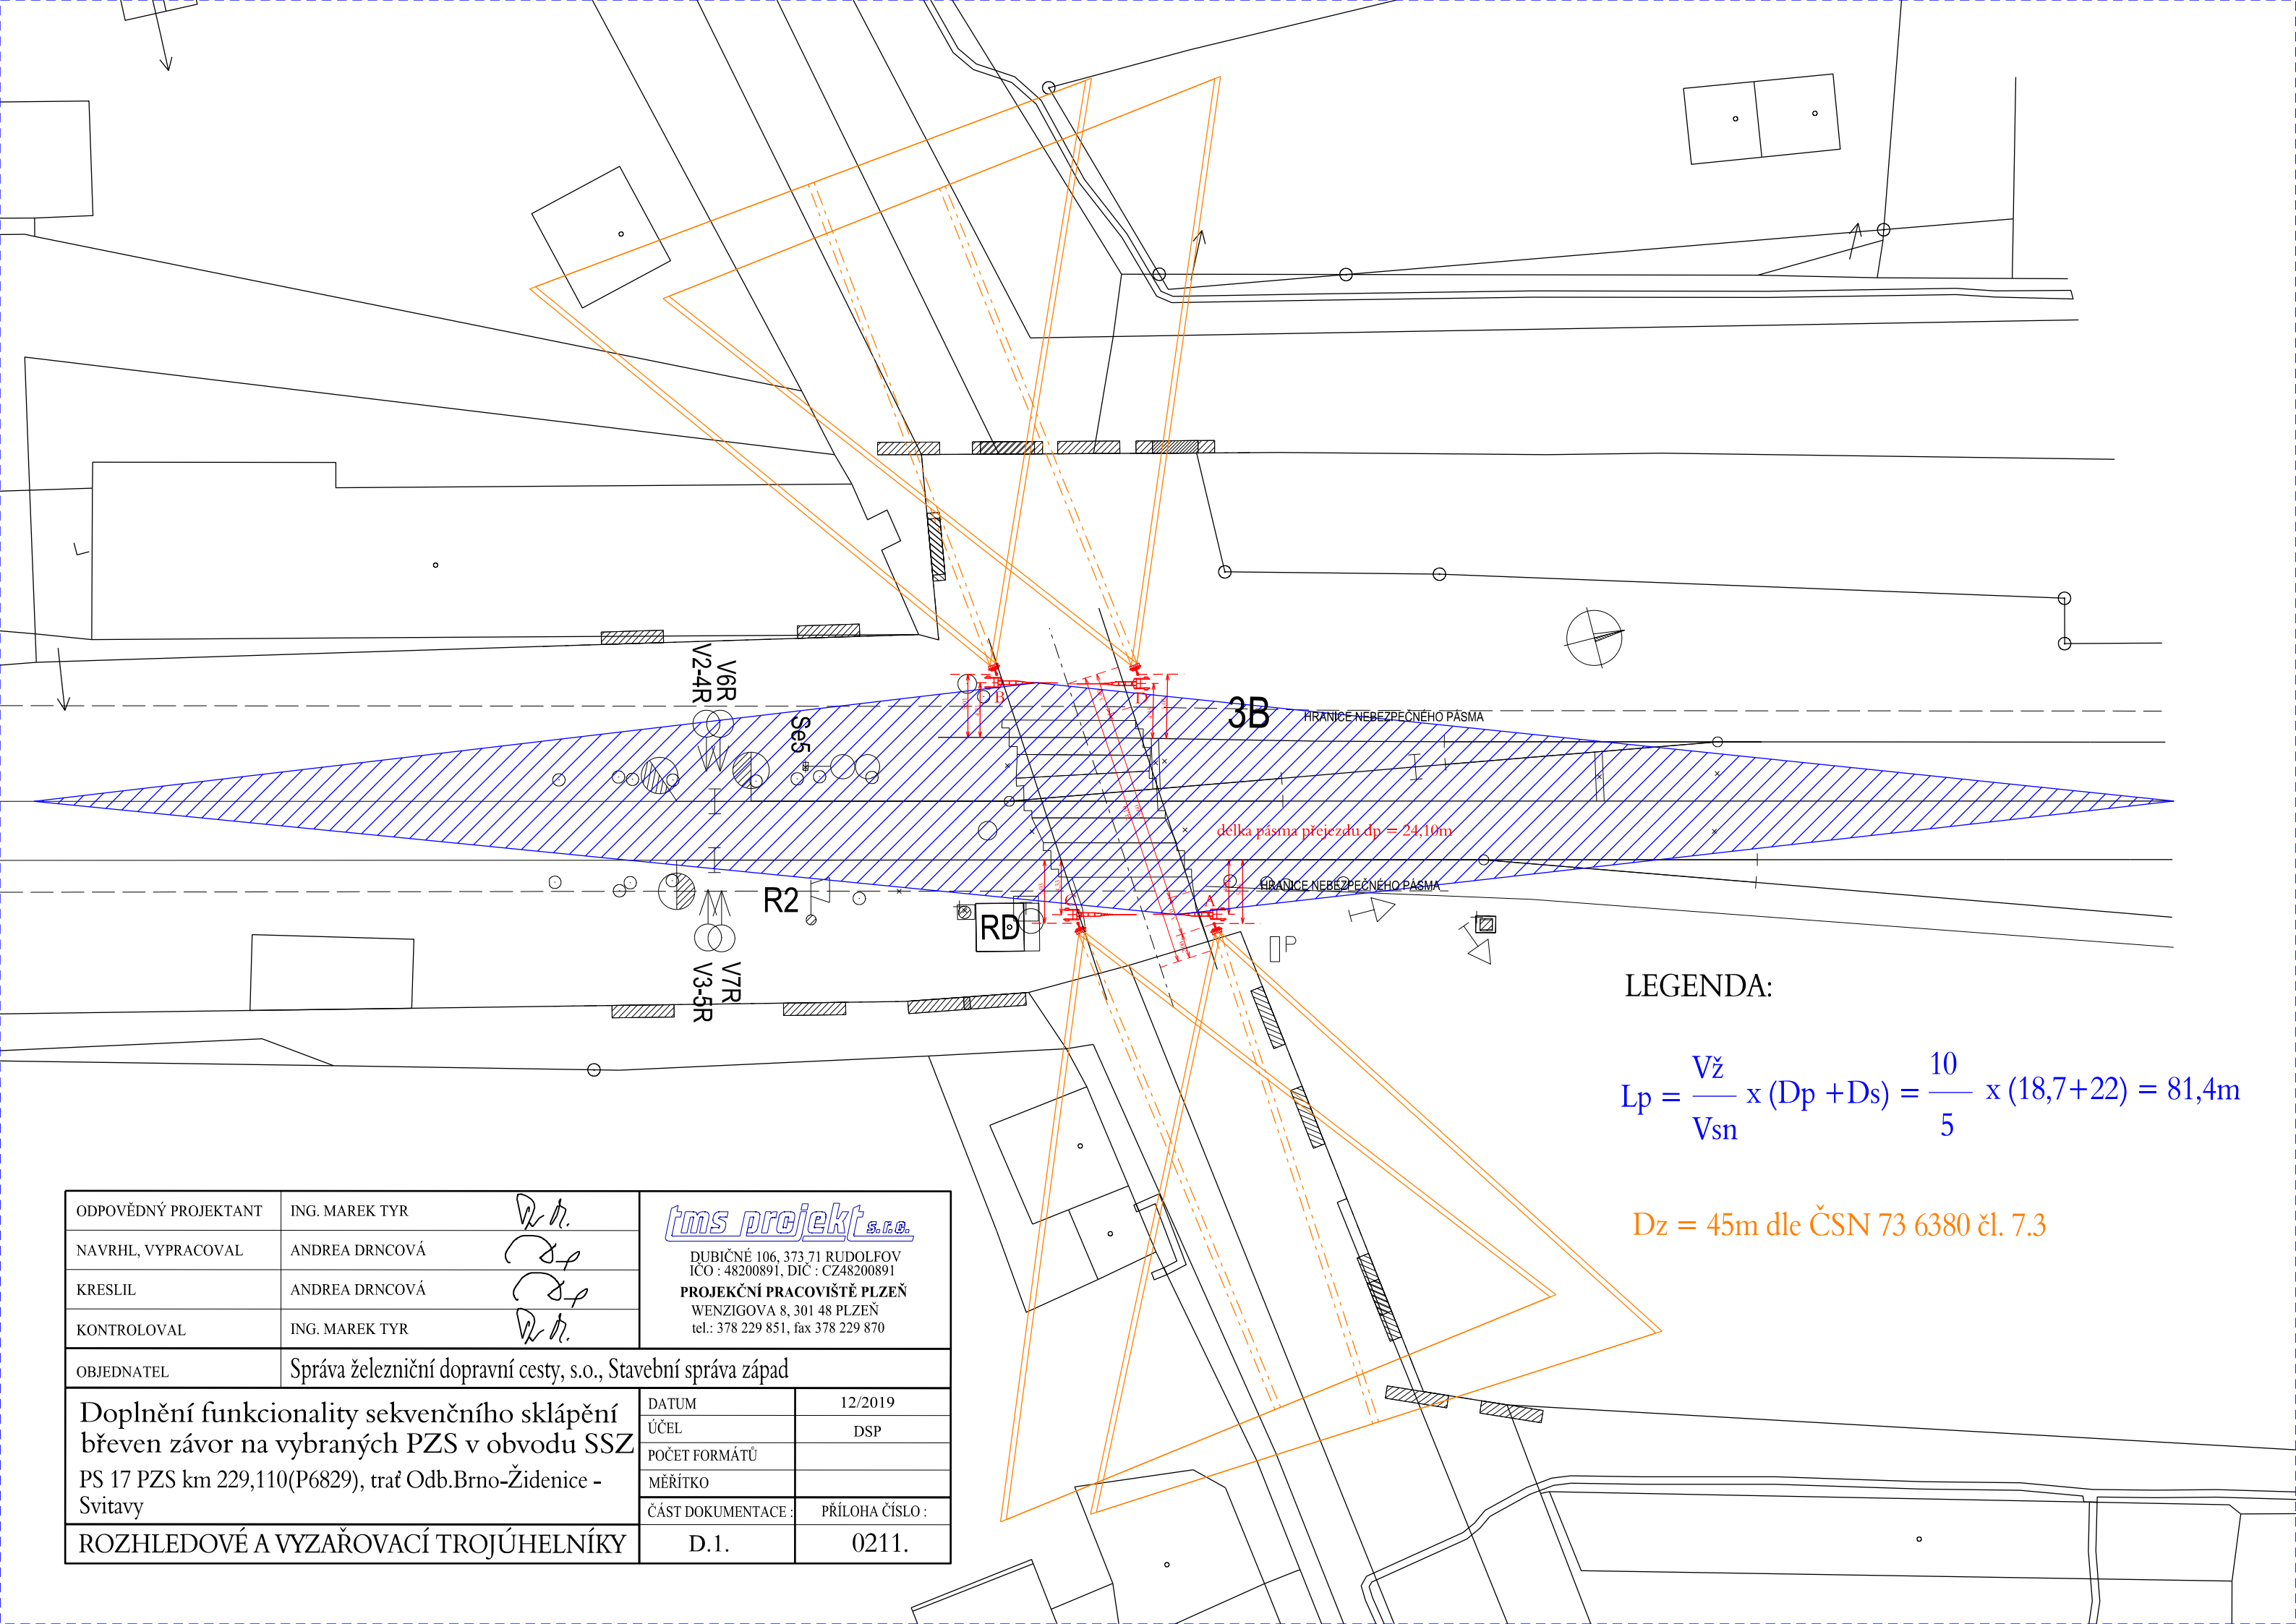 V2-4R
V6R
Se5
B
D
3B
HRANICE NEBEZPEČNÉHO PÁSMA
délka pásma přejezdu dp = 24,10m
HRANICE NEBEZPEČNÉHO PÁSMA
R2
RD
C
A
P
V3-5R
V7R
LEGENDA:
Lp = Vž / Vsn x (Dp +Ds) = 10 / 5 x (18,7+22) = 81,4m
Dz = 45m dle ČSN 73 6380 čl. 7.3
ODPOVĚDNÝ PROJEKTANT ING. MAREK TYR
NAVRHL, VYPRACOVAL ANDREA DRNCOVÁ
KRESLIL ANDREA DRNCOVÁ
KONTROLOVAL ING. MAREK TYR
tms projekt s.r.o.
DUBIČNÉ 106, 373 71 RUDOLFOV
IČO : 48200891, DIČ : CZ48200891
PROJEKČNÍ PRACOVIŠTĚ PLZEŇ
WENZIGOVA 8, 301 48 PLZEŇ
tel.: 378 229 851, fax 378 229 870
OBJEDNATEL Správa železniční dopravní cesty, s.o., Stavební správa západ
Doplnění funkcionality sekvenčního sklápění
břeven závor na vybraných PZS v obvodu SSZ
PS 17 PZS km 229,110(P6829), trať Odb.Brno-Židenice -
Svitavy
ROZHLEDOVÉ A VYZAŘOVACÍ TROJÚHELNÍKY
DATUM 12/2019
ÚČEL DSP
POČET FORMÁTŮ
MĚŘÍTKO
ČÁST DOKUMENTACE : PŘÍLOHA ČÍSLO :
D.1. 0211.